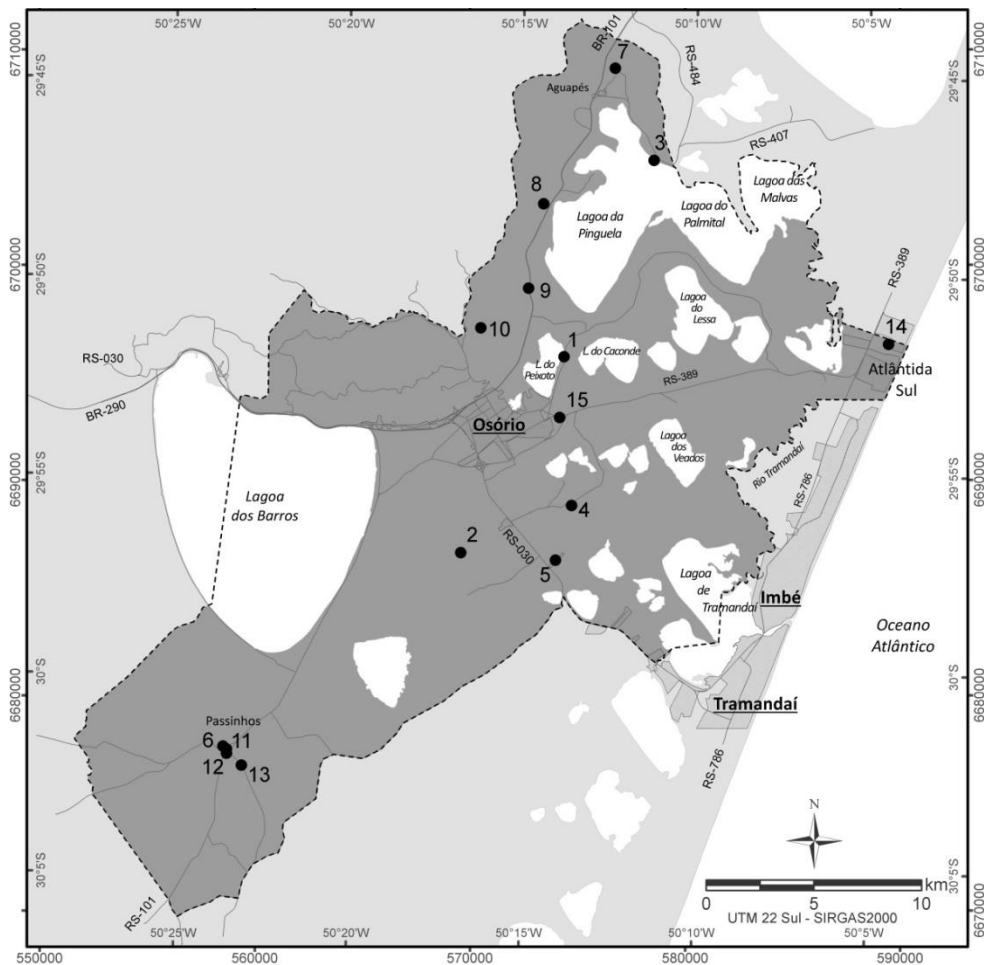 50°25'W
50°20'W
50°15'W
50°10'W
50°5'W
6710000
29°45'S
BR-101
7
RS-484
29°45'S
6710000
Aguapés
3
RS-407
8
Lagoa da
Pinguela
Lagoa do
Palmital
Lagoa das
Malvas
6700000
29°50'S
9
RS-389
29°50'S
6700000
10
Lagoa do
Lessa
14
RS-030
1
L. do
Peixoto
L. do Caconde
RS-389
Atlântida
Sul
BR-290
15
Osório
Lagoa
dos Veados
29°55'S
6690000
Rio Tramandaí
RS-786
29°55'S
6690000
Lagoa
dos Barros
4
2
RS-030
5
Lagoa
de
Tramandaí
Imbé
Oceano
Atlântico
30°S
6680000
Tramandaí
30°S
6680000
Passinhos
6
11
12
13
RS-786
N
30°5'S
30°5'S
RS-101
km
0
5
10
UTM 22 Sul - SIRGAS2000
6670000
50°25'W
50°20'W
50°15'W
50°10'W
50°5'W
550000
560000
570000
580000
590000